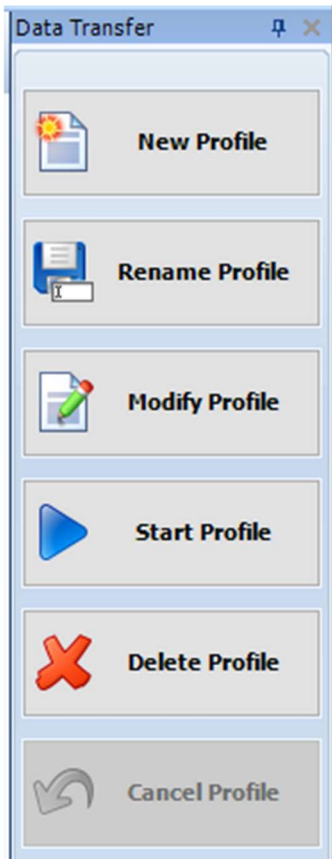 Data Transfer
New Profile
Rename Profile
Modify Profile
Start Profile
Delete Profile
Cancel Profile